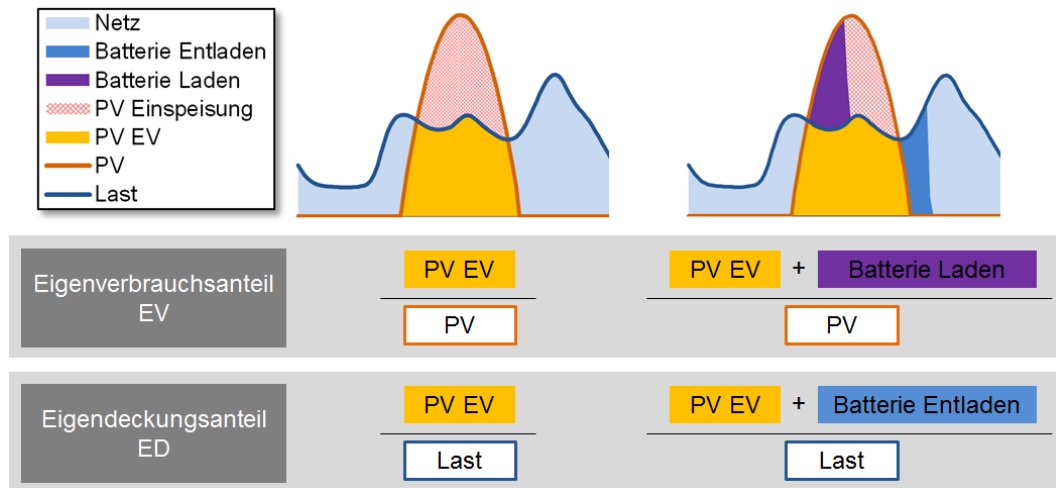 Netz
Batterie Entladen
Batterie Laden
PV Einspeisung
PV EV
PV
Last
Eigenverbrauchsanteil
EV
PV EV
PV
PV EV + Batterie Laden
PV
Eigendeckungsanteil
ED
PV EV
Last
PV EV + Batterie Entladen
Last